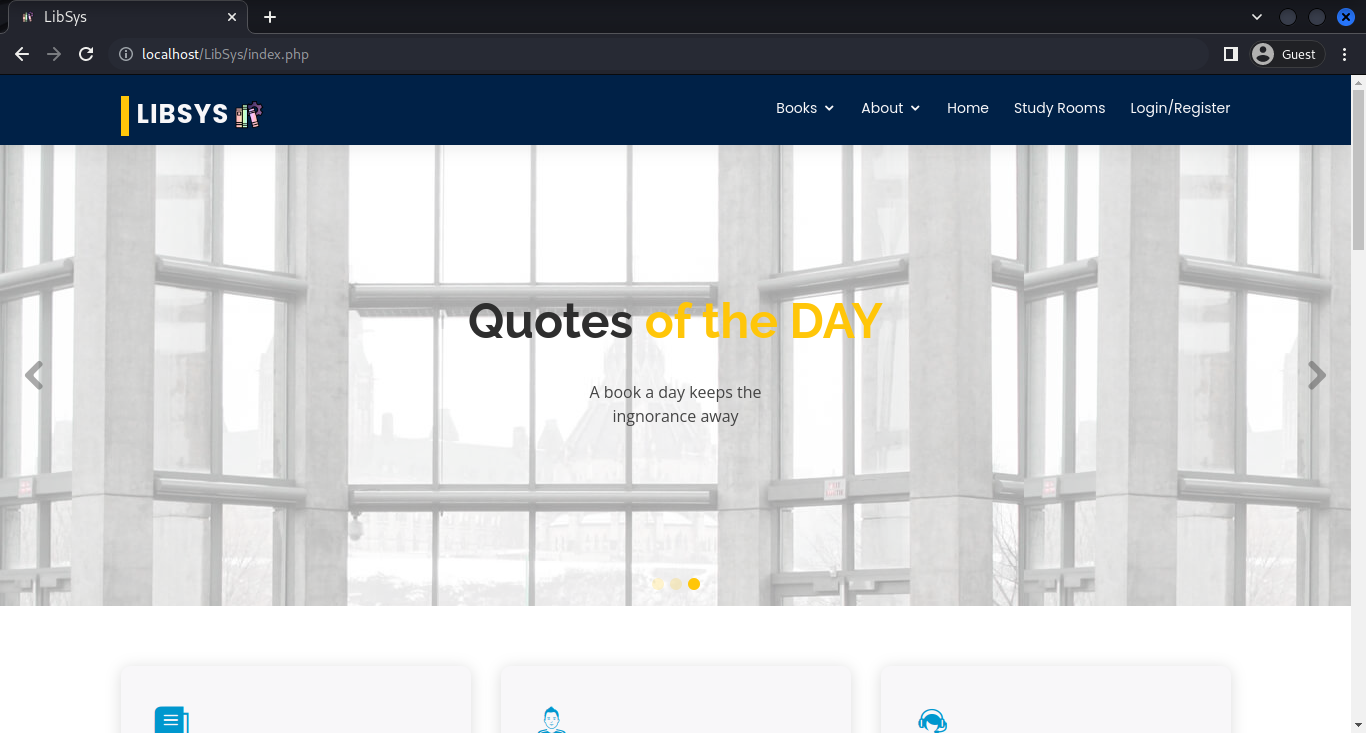 LibSys
localhost/LibSys/index.php
Guest
LIBSYS
Books
About
Home
Study Rooms
Login/Register
Quotes of the DAY
A book a day keeps the
ingnorance away